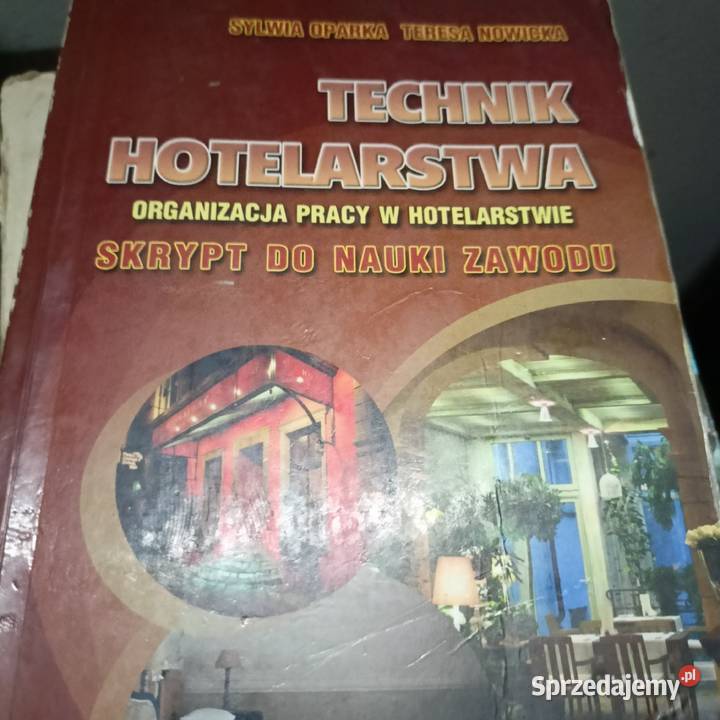 SYLWIA OPARKA TERESA NOWICKA
TECHNIK
HOTELARSTWA
ORGANIZACJA PRACY W HOTELARSTWIE
SKRYPT DO NAUKI ZAWODU
Sprzedajemy.pl